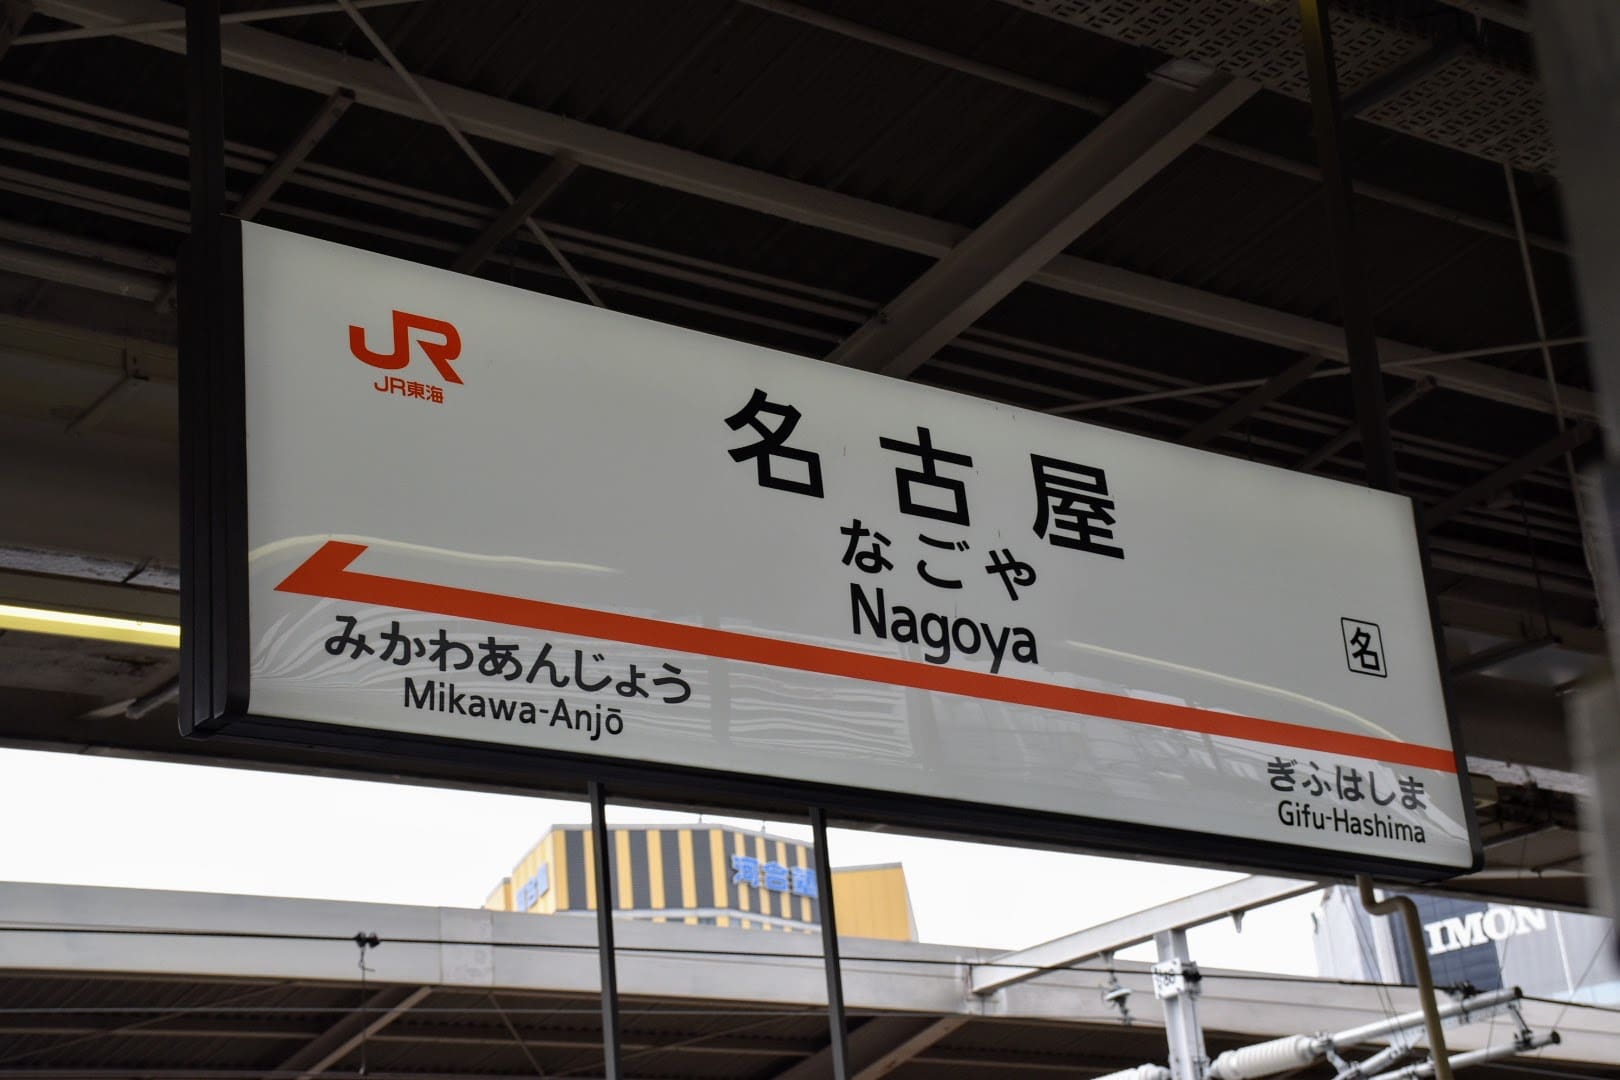 JR
JR東海
名古屋
なごや
Nagoya
名
みかわあんじょう
Mikawa-Anjō
ぎふはしま
Gifu-Hashima
河合塾
IMON